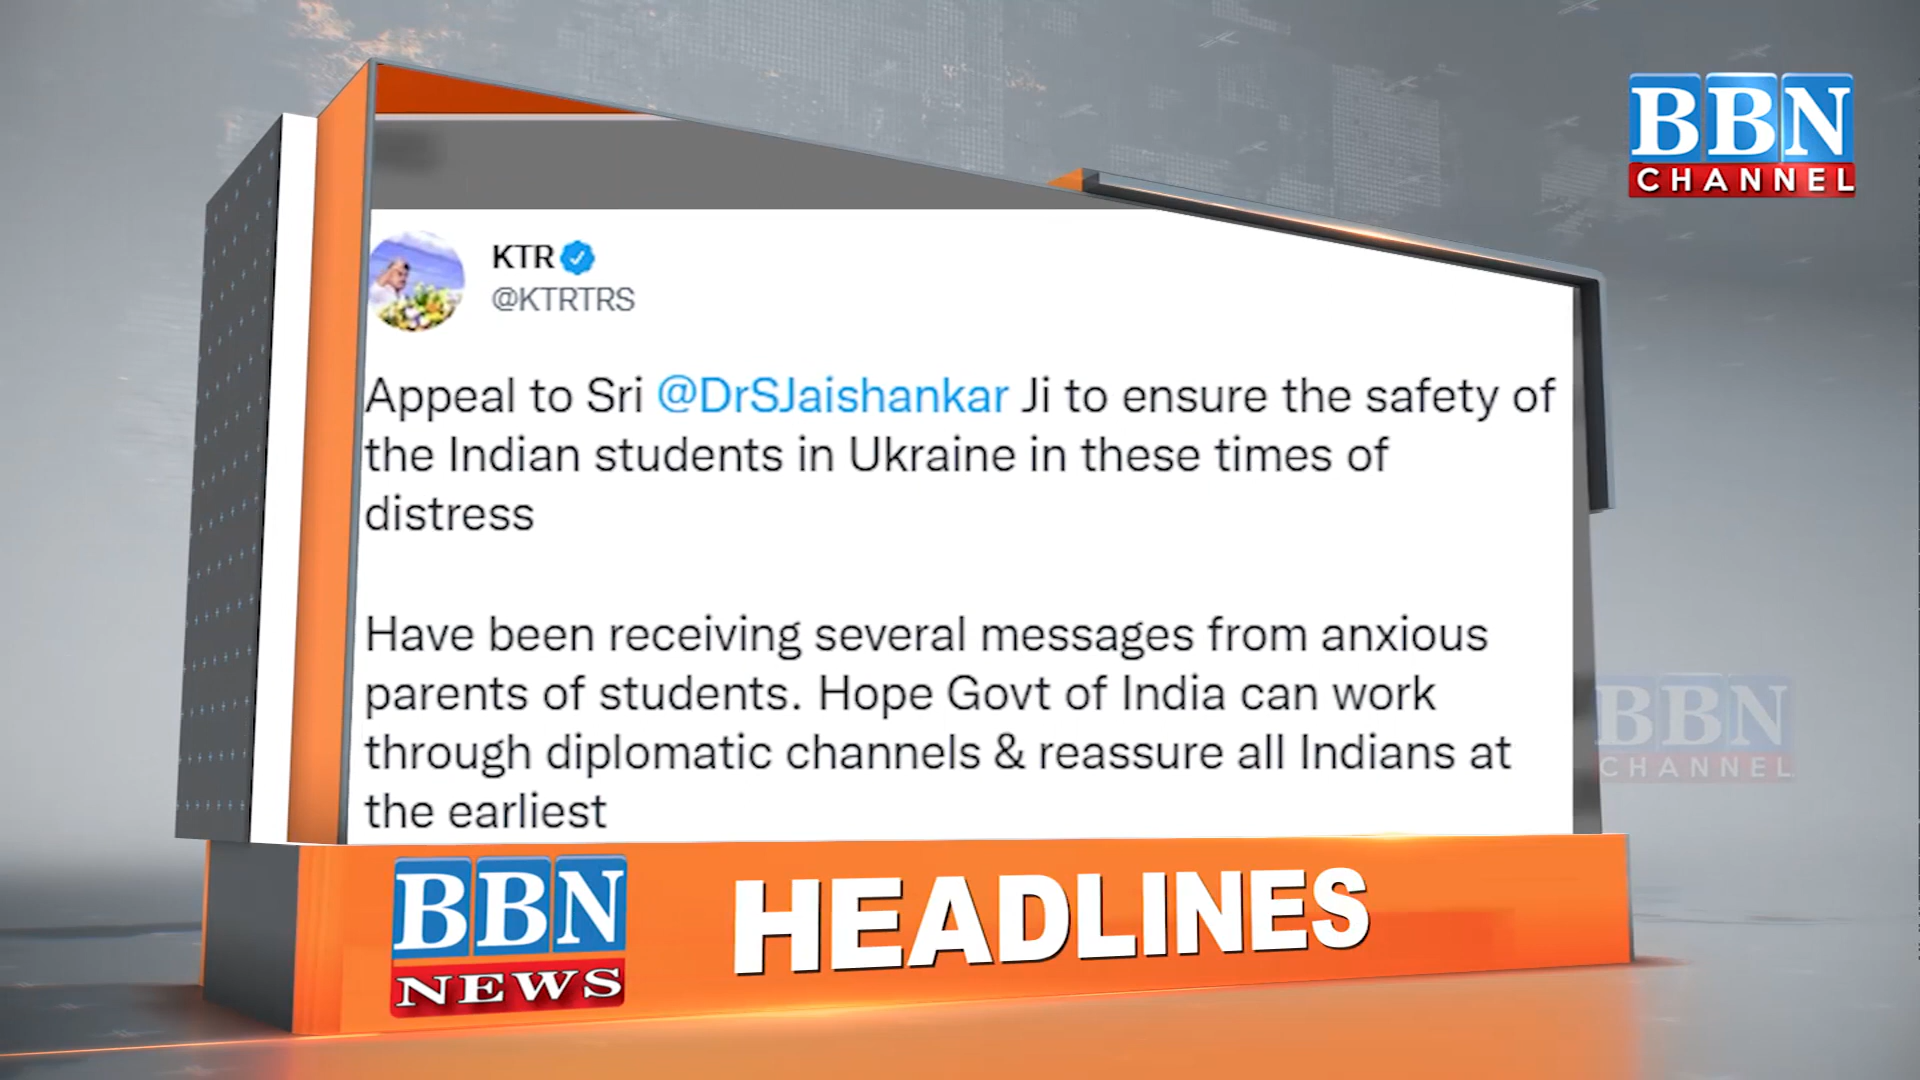 BBN
CHANNEL
KTR
@KTRTRS
Appeal to Sri @DrSJaishankar Ji to ensure the safety of
the Indian students in Ukraine in these times of
distress
Have been receiving several messages from anxious
parents of students. Hope Govt of India can work
through diplomatic channels & reassure all Indians at
the earliest
BBN
CHANNEL
BBN
NEWS
HEADLINES